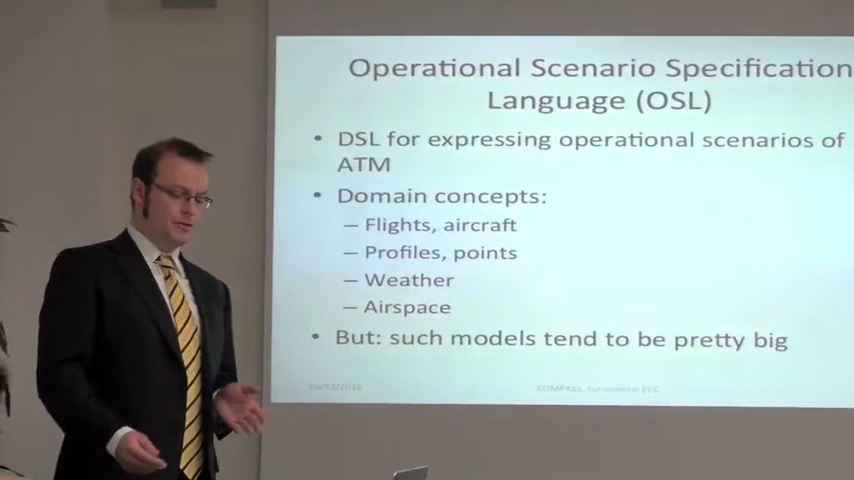 Operational Scenario Specification
Language (OSL)
• DSL for expressing operational scenarios of
ATM
• Domain concepts:
– Flights, aircraft
– Profiles, points
– Weather
– Airspace
• But: such models tend to be pretty big